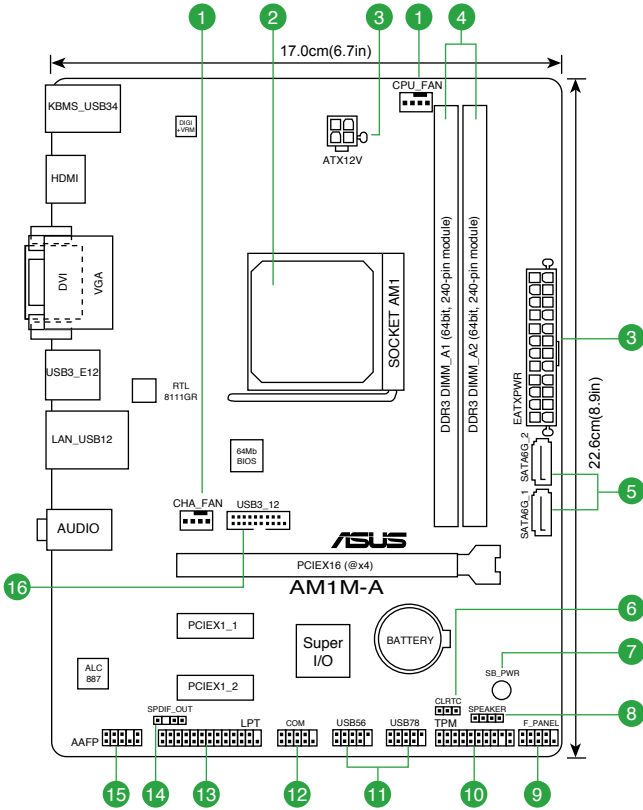 1
2
3
1
4
17.0cm(6.7in)
CPU_FAN
KBMS_USB34
DIGI
+VRM
ATX12V
3
HDMI
DVI
VGA
SOCKET AM1
DDR3 DIMM_A1 (64bit, 240-pin module)
DDR3 DIMM_A2 (64bit, 240-pin module)
EATXPWR
3
22.6cm(8.9in)
USB3_E12
RTL
8111GR
LAN_USB12
64Mb
BIOS
SATA6G_2
SATA6G_1
5
CHA_FAN
USB3_12
AUDIO
ASUS
PCIEX16 (@x4)
AM1M-A
16
PCIEX1_1
Super
I/O
BATTERY
6
7
ALC
887
PCIEX1_2
CLRTC
SB_PWR
SPEAKER
8
SPDIF_OUT
AAFP
LPT
COM
USB56
USB78
TPM
F_PANEL
15
14
13
12
11
10
9